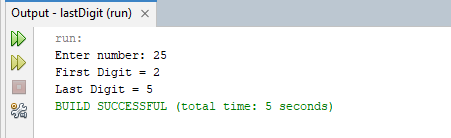 Output - lastDigit (run)
run:
Enter number: 25
First Digit = 2
Last Digit = 5
BUILD SUCCESSFUL (total time: 5 seconds)